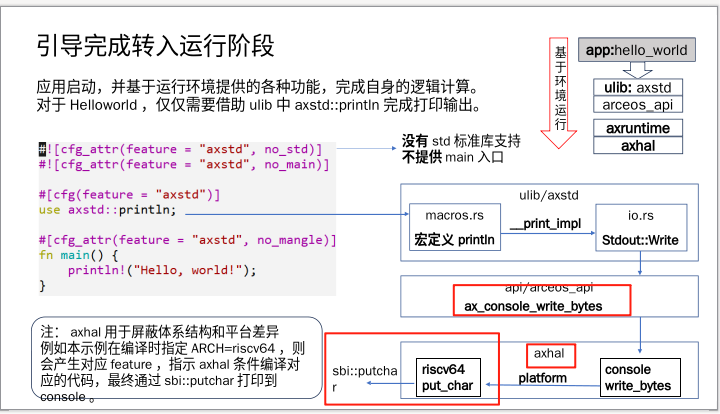 引导完成转入运行阶段
应用启动，并基于运行环境提供的各种功能，完成自身的逻辑计算。
对于 Helloworld ，仅仅需要借助 ulib 中 axstd::println 完成打印输出。
基于环境运行
app:hello_world
ulib: axstd
arceos_api
axruntime
axhal
#![cfg_attr(feature = "axstd", no_std)]
#![cfg_attr(feature = "axstd", no_main)]
#[cfg(feature = "axstd")]
use axstd::println;
#[cfg_attr(feature = "axstd", no_mangle)]
fn main() {
    println!("Hello, world!");
}
没有 std 标准库支持
不提供 main 入口
ulib/axstd
macros.rs
宏定义 println
__print_impl
io.rs
Stdout::Write
api/arceos_api
ax_console_write_bytes
axhal
console
write_bytes
platform
riscv64
put_char
sbi::putcha
r
注： axhal 用于屏蔽体系结构和平台差异
例如本示例在编译时指定 ARCH=riscv64 ，则
会产生对应 feature ，指示 axhal 条件编译对
应的代码，最终通过 sbi::putchar 打印到
console 。